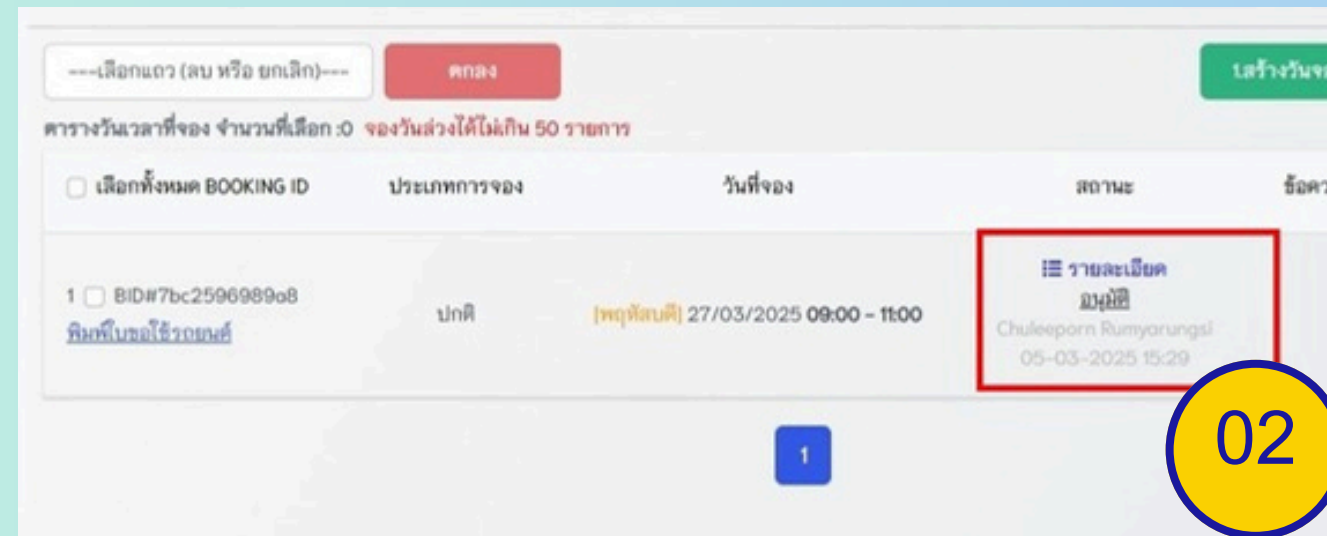 ---เลือกแถว (ลบ หรือ ยกเลิก)---
ตกลง
1.สร้างวันจอ
ตารางวันเวลาที่จอง จำนวนที่เลือก :0 จองวันล่วงได้ไม่เกิน 50 รายการ
เลือกทั้งหมด BOOKING ID
ประเภทการจอง
วันที่จอง
สถานะ
ข้อคว
1 BID#7bc2596989o8
พิมพ์ใบขอใช้รถยนต์
ปกติ
[พฤหัสบดี] 27/03/2025 09:00 - 11:00
รายละเอียด
อนุมัติ
Chuleeporn Rumyarungsi
05-03-2025 15:29
1
02